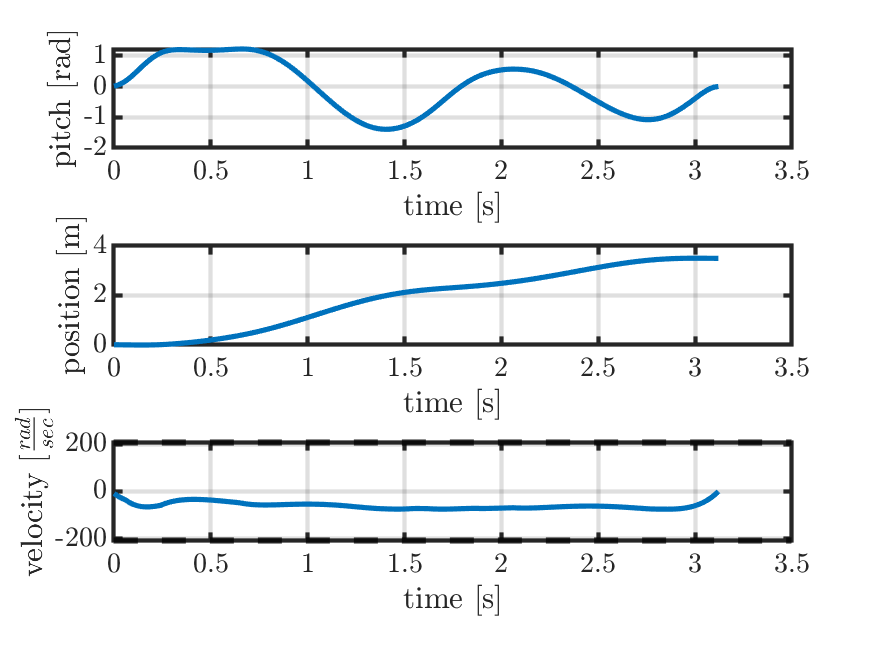 pitch [rad]
1
0
-1
-2
0 0.5 1 1.5 2 2.5 3 3.5
time [s]
position [m]
4
2
0
0 0.5 1 1.5 2 2.5 3 3.5
time [s]
velocity [rad/sec]
200
0
-200
0 0.5 1 1.5 2 2.5 3 3.5
time [s]